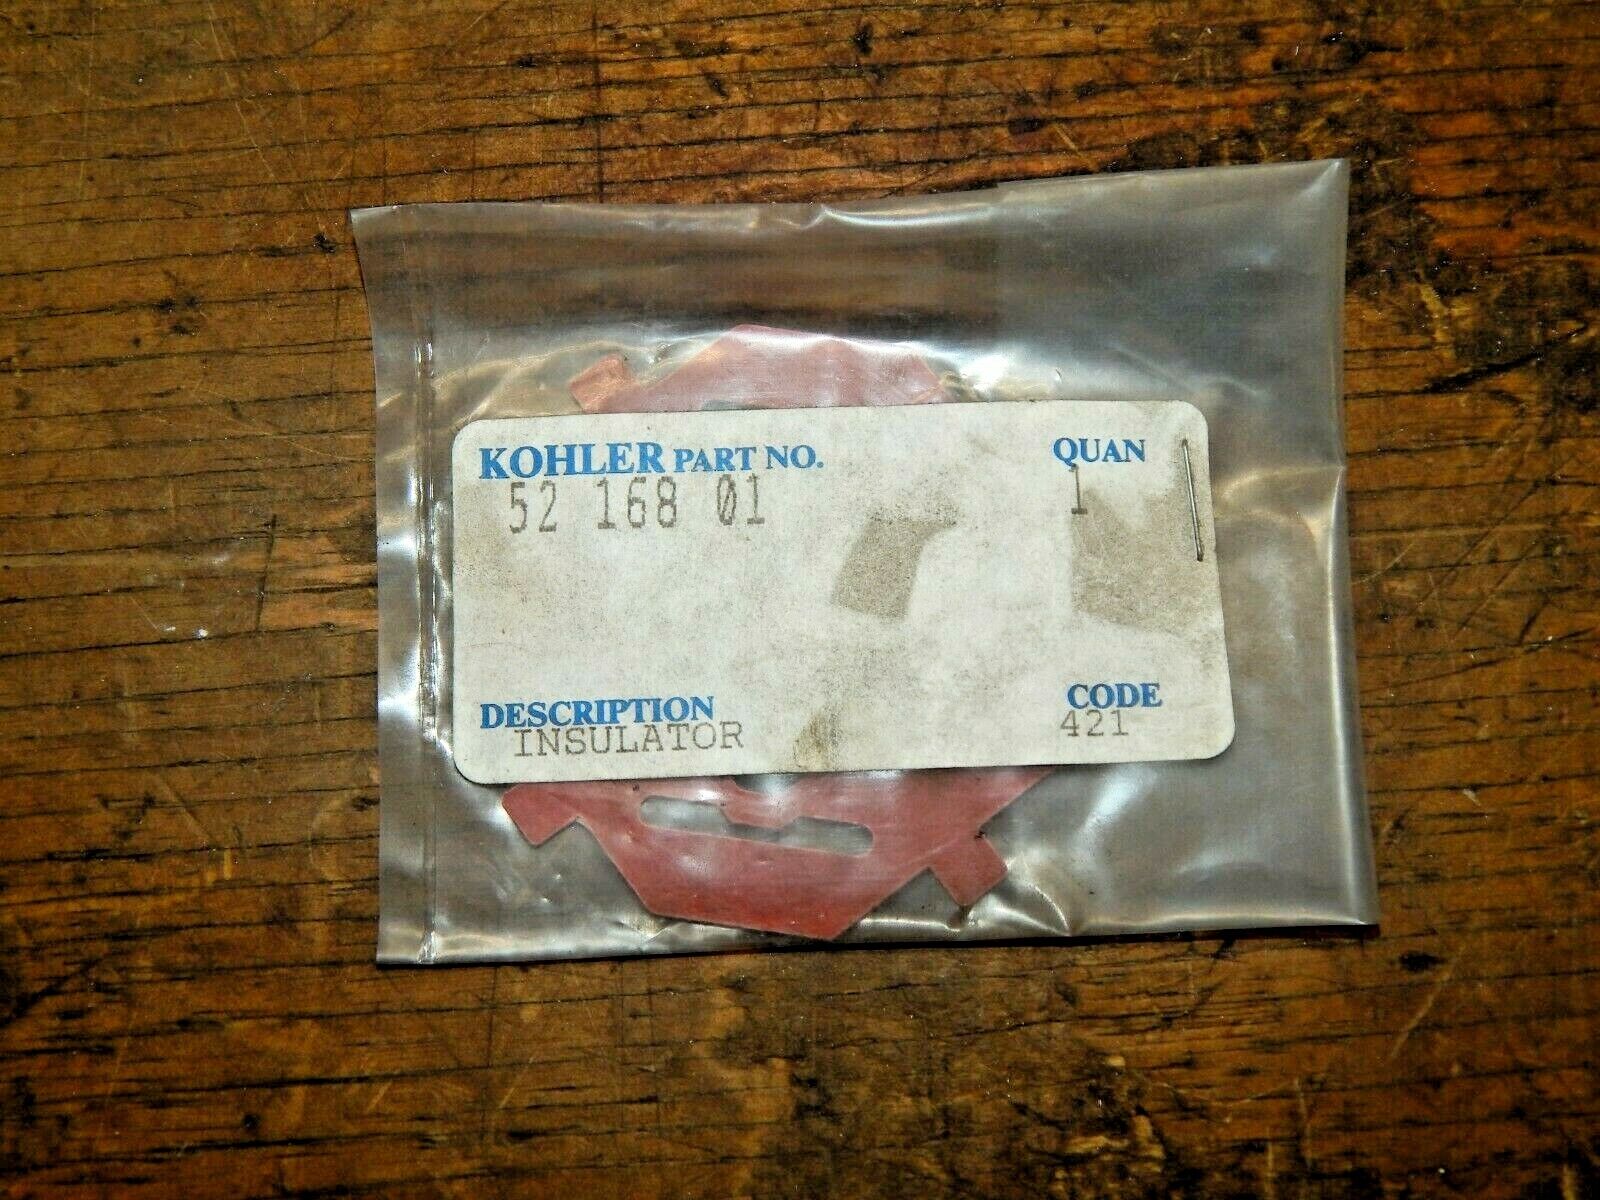 KOHLER PART NO. QUAN
52 168 01 1
DESCRIPTION CODE
INSULATOR 421